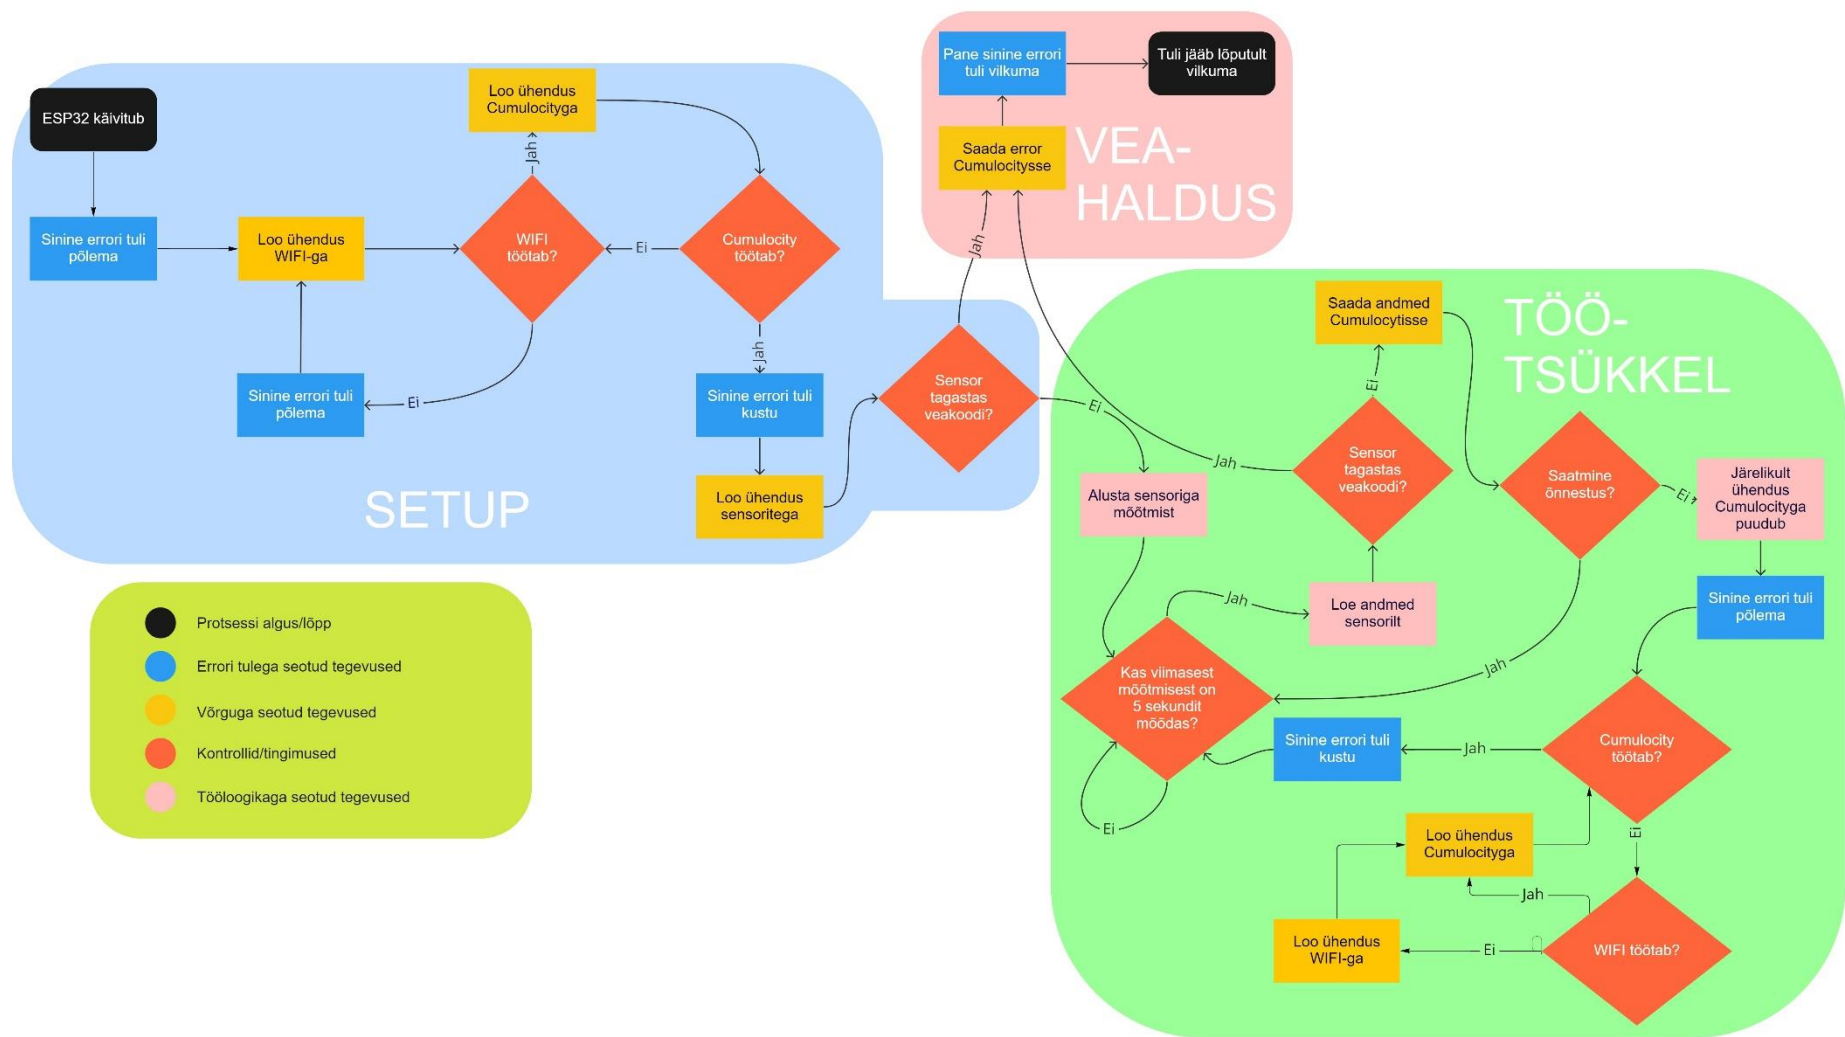 ESP32 käivitub
Sinine errori tuli
põlema
Loo ühendus
WIFI-ga
Sinine errori tuli
põlema
Ei
WIFI
töötab?
Jah
Loo ühendus
Cumulocityga
Ei
Cumulocity
töötab?
Jah
Sinine errori tuli
kustu
Loo ühendus
sensoritega
Sensor
tagastas
veakoodi?
SETUP
Jah
Ei
Pane sinine errori
tuli vilkuma
Tuli jääb lõputult
vilkuma
Saada error
Cumulocitysse
VEA-
HALDUS
TÖÖ-
TSÜKKEL
Saada andmed
Cumulocytisse
Ei
Jah
Sensor
tagastas
veakoodi?
Saatmine
õnnestus?
Ei
Järelikult
ühendus
Cumulocityga
puudub
Alusta sensoriga
mõõtmist
Jah
Loe andmed
sensorilt
Sinine errori tuli
põlema
Kas viimasest
mõõtmisest on
5 sekundit
möödas?
Jah
Ei
Sinine errori tuli
kustu
Jah
Cumulocity
töötab?
Ei
Loo ühendus
Cumulocityga
Jah
Loo ühendus
WIFI-ga
Ei
WIFI töötab?
Protsessi algus/lõpp
Errori tulega seotud tegevused
Võrguga seotud tegevused
Kontrollid/tingimused
Tööloogikaga seotud tegevused